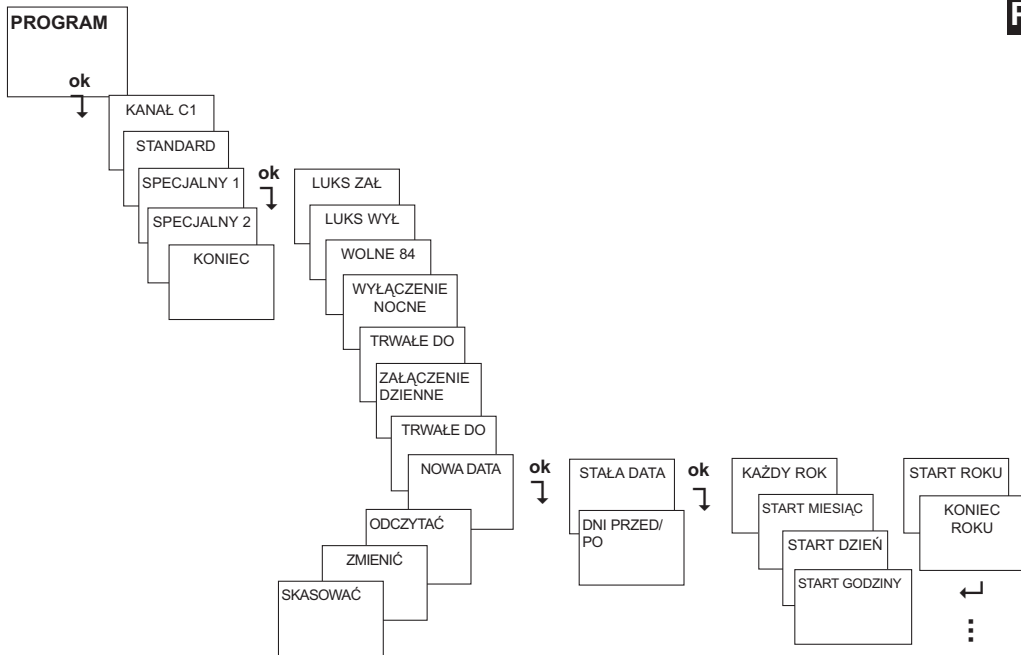 PROGRAM
ok
KANAŁ C1
STANDARD
SPECJALNY 1
SPECJALNY 2
KONIEC
ok
LUKS ZAŁ
LUKS WYŁ
WOLNE 84
WYŁĄCZENIE
NOCNE
TRWAŁE DO
ZAŁĄCZENIE
DZIENNE
TRWAŁE DO
NOWA DATA
ODCZYTAĆ
ZMIENIĆ
SKASOWAĆ
ok
STAŁA DATA
DNI PRZED/
PO
ok
KAŻDY ROK
START MIESIĄC
START DZIEŃ
START GODZINY
START ROKU
KONIEC
ROKU